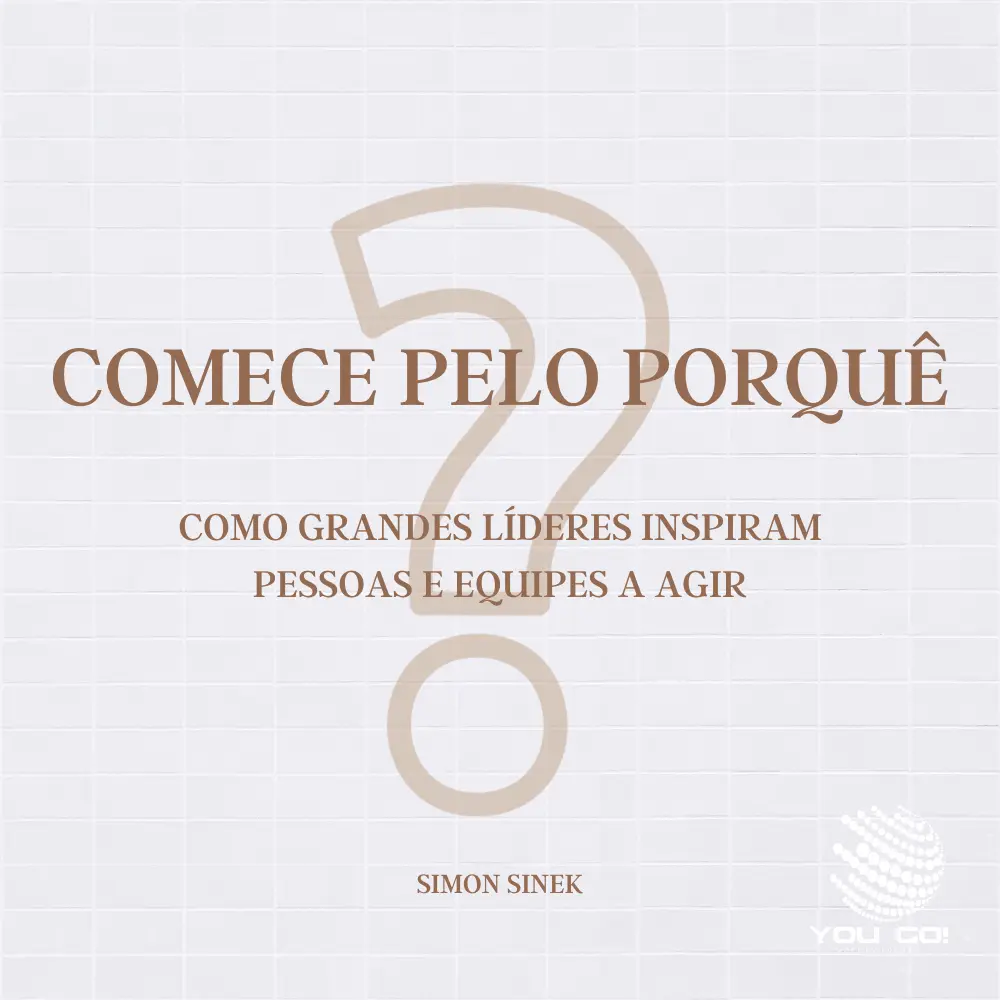 COMECE PELO PORQUÊ
COMO GRANDES LÍDERES INSPIRAM
PESSOAS E EQUIPES A AGIR
SIMON SINEK
YOU GO!